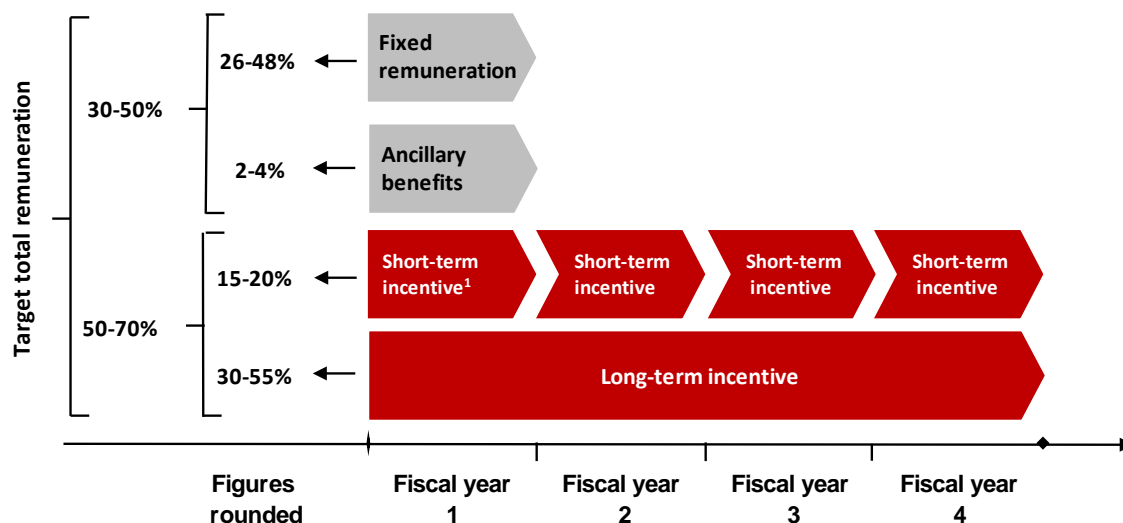 Target total remuneration
30-50%
26-48%
Fixed
remuneration
2-4%
Ancillary
benefits
50-70%
15-20%
Short-term
incentive¹
Short-term
incentive
Short-term
incentive
Short-term
incentive
30-55%
Long-term incentive
Figures
rounded
Fiscal year
1
Fiscal year
2
Fiscal year
3
Fiscal year
4